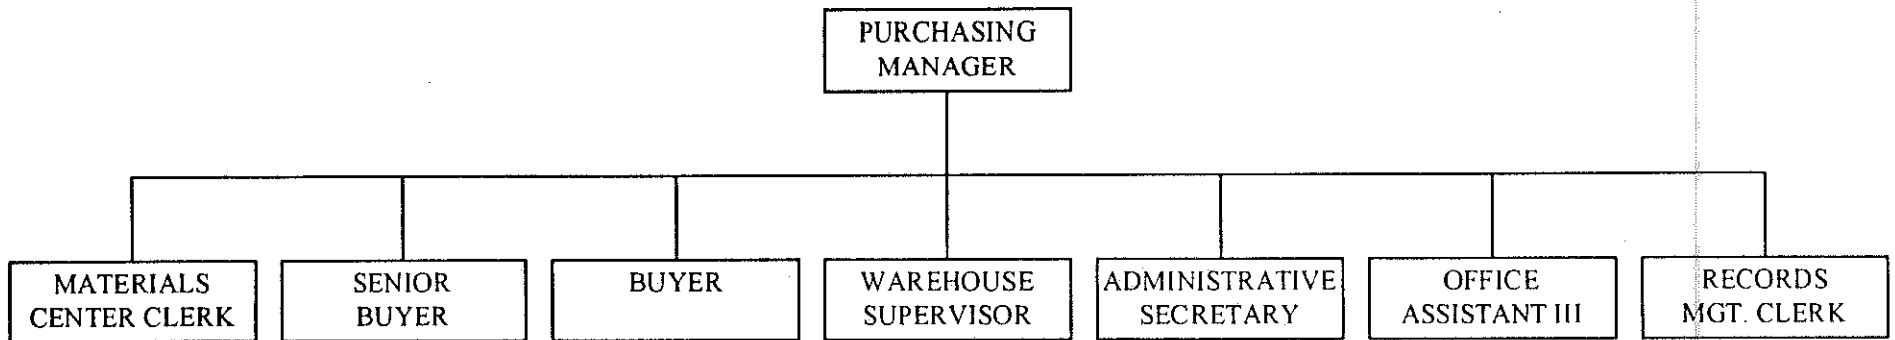 PURCHASING
MANAGER
MATERIALS
CENTER CLERK
SENIOR
BUYER
BUYER
WAREHOUSE
SUPERVISOR
ADMINISTRATIVE
SECRETARY
OFFICE
ASSISTANT III
RECORDS
MGT. CLERK